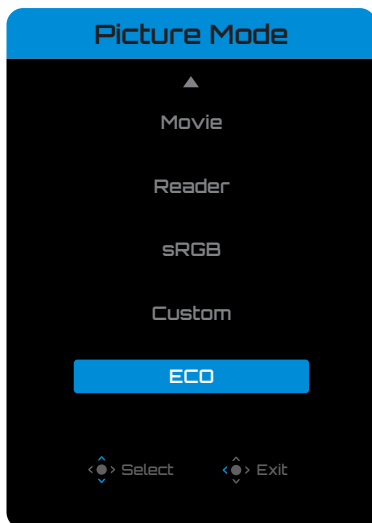 Picture Mode
Movie
Reader
sRGB
Custom
ECO
Select Exit